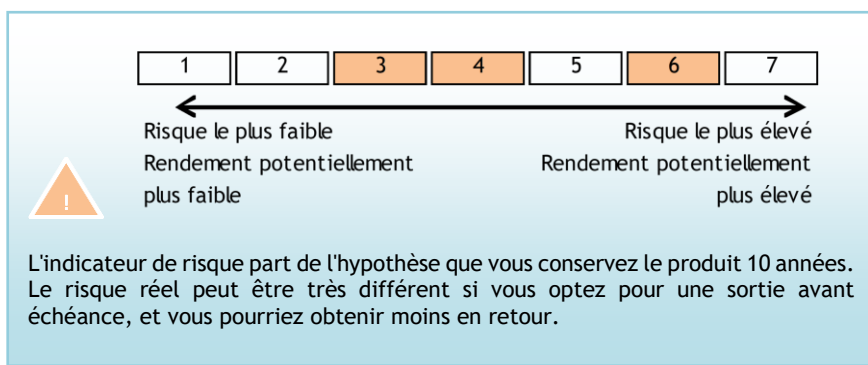 1 2 3 4 5 6 7
Risque le plus faible Risque le plus élevé
Rendement potentiellement Rendement potentiellement
plus faible plus élevé
!
L'indicateur de risque part de l'hypothèse que vous conservez le produit 10 années.
Le risque réel peut être très différent si vous optez pour une sortie avant
échéance, et vous pourriez obtenir moins en retour.